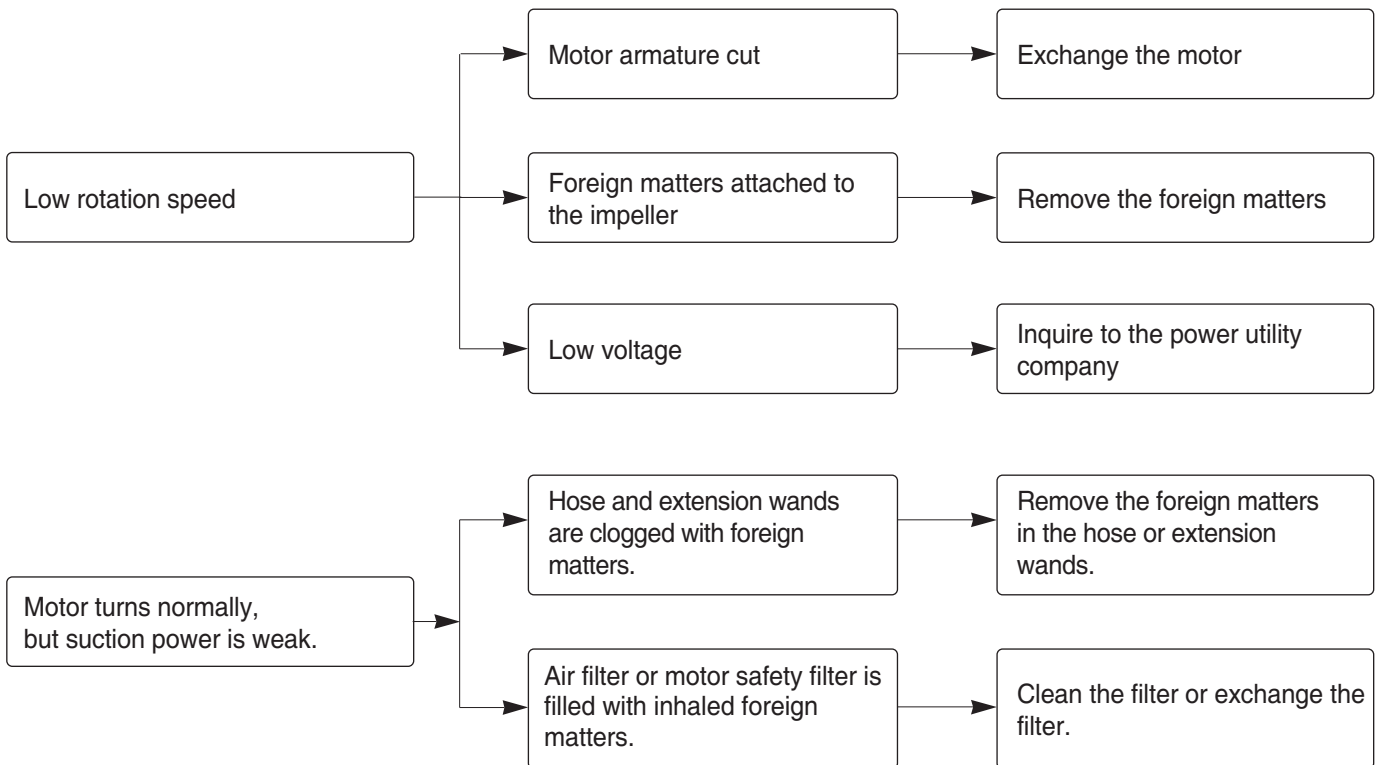 Motor armature cut
Exchange the motor
Low rotation speed
Foreign matters attached to
the impeller
Remove the foreign matters
Low voltage
Inquire to the power utility
company
Motor turns normally,
but suction power is weak.
Hose and extension wands
are clogged with foreign
matters.
Remove the foreign matters
in the hose or extension
wands.
Air filter or motor safety filter is
filled with inhaled foreign
matters.
Clean the filter or exchange the
filter.